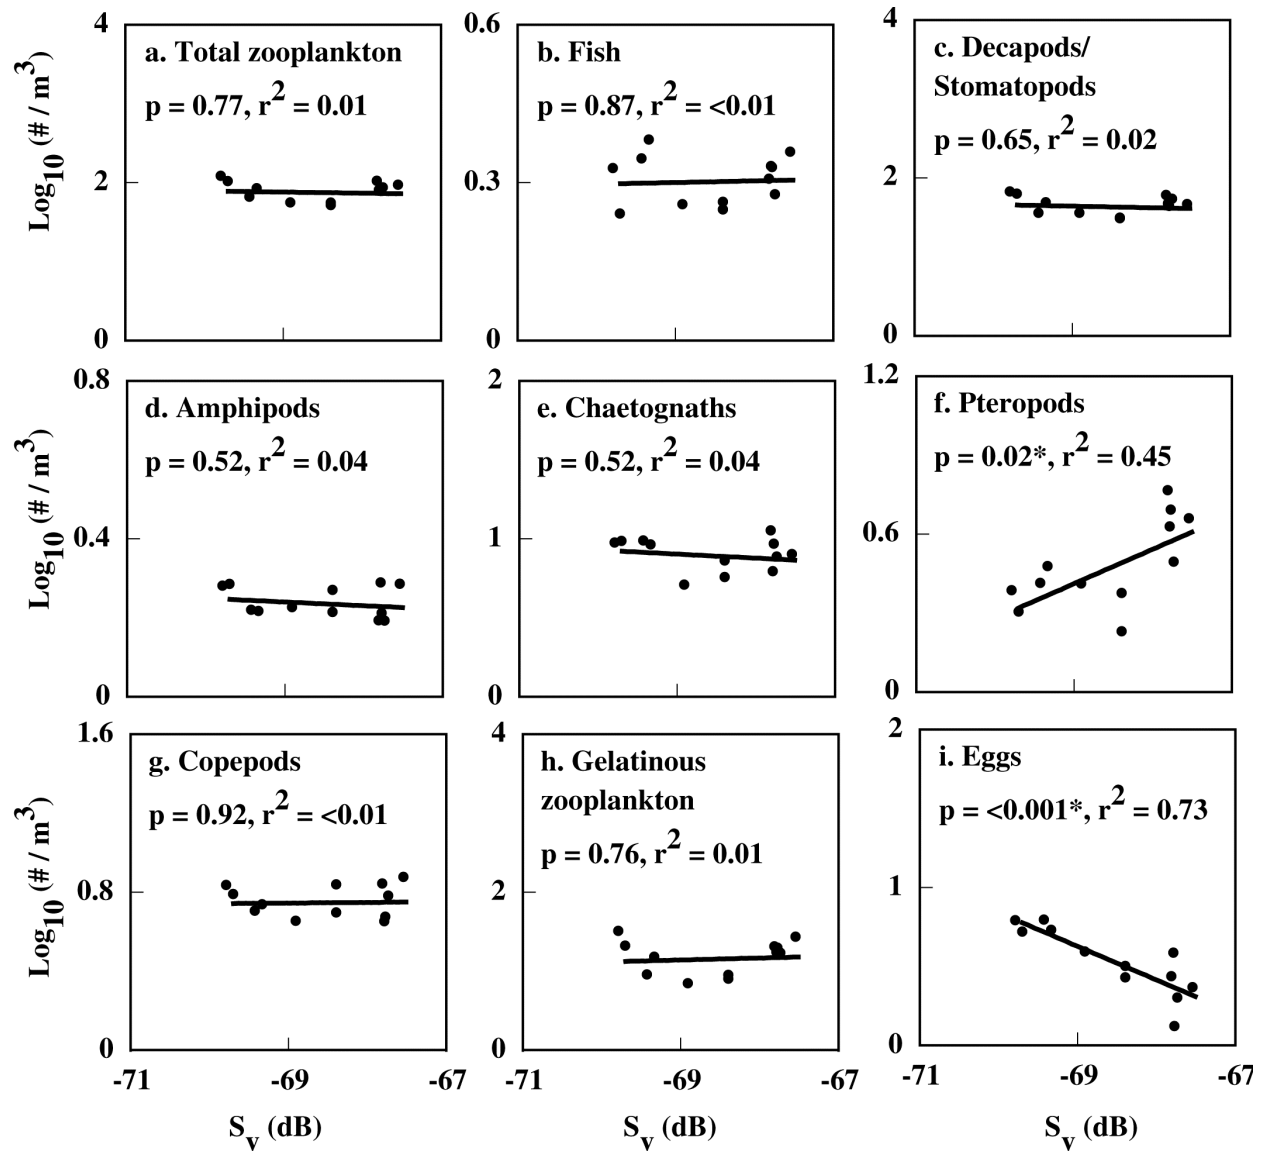 4
a. Total zooplankton
p = 0.77, r2 = 0.01
2
0
Log10 (# / m3)
0.6
b. Fish
p = 0.87, r2 = <0.01
0.3
0
4
c. Decapods/
Stomatopods
p = 0.65, r2 = 0.02
2
0
0.8
d. Amphipods
p = 0.52, r2 = 0.04
0.4
0
Log10 (# / m3)
2
e. Chaetognaths
p = 0.52, r2 = 0.04
1
0
1.2
f. Pteropods
p = 0.02*, r2 = 0.45
0.6
0
1.6
g. Copepods
p = 0.92, r2 = <0.01
0.8
0
Log10 (# / m3)
-71 -69 -67
Sv (dB)
4
h. Gelatinous
zooplankton
p = 0.76, r2 = 0.01
2
0
-71 -69 -67
Sv (dB)
2
i. Eggs
p = <0.001*, r2 = 0.73
1
0
-71 -69 -67
Sv (dB)